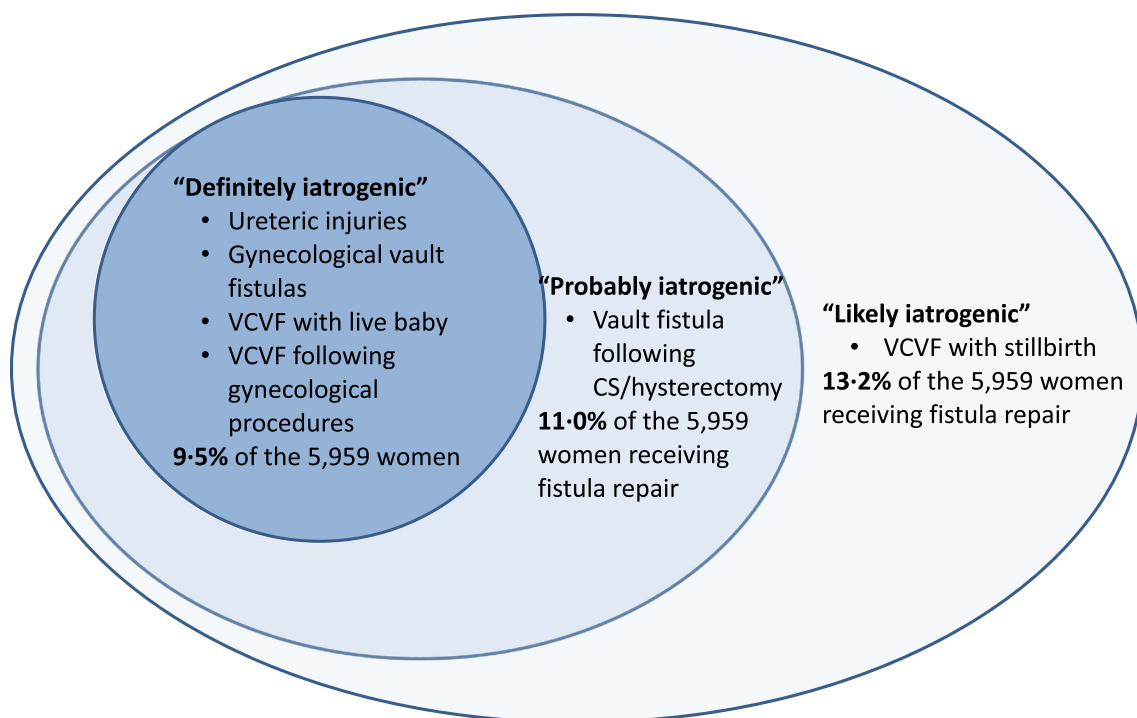 “Definitely iatrogenic”
• Ureteric injuries
• Gynecological vault
fistulas
• VCVF with live baby
• VCVF following
gynecological
procedures
9·5% of the 5,959 women
“Probably iatrogenic”
• Vault fistula
following
CS/hysterectomy
11·0% of the 5,959
women receiving
fistula repair
“Likely iatrogenic”
• VCVF with stillbirth
13·2% of the 5,959 women
receiving fistula repair